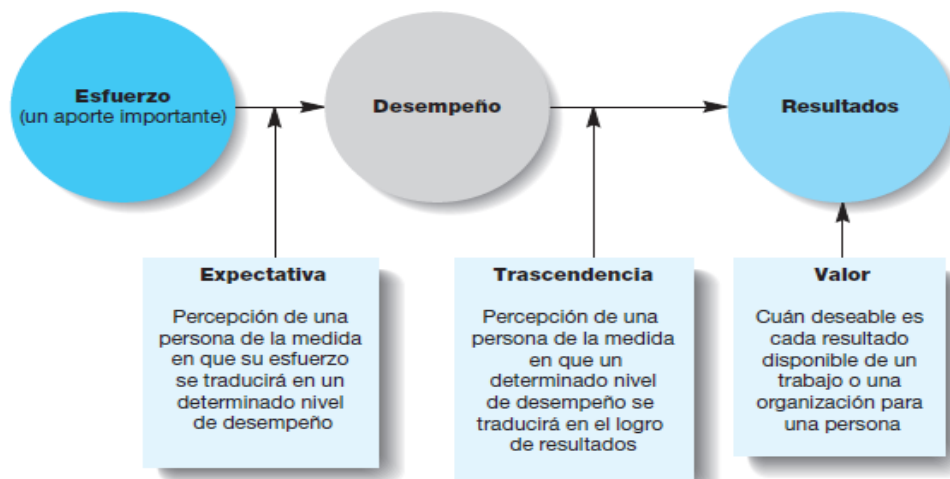 Esfuerzo
(un aporte importante)
Desempeño
Resultados
Expectativa
Percepción de una
persona de la medida
en que su esfuerzo
se traducirá en un
determinado nivel
de desempeño
Trascendencia
Percepción de una
persona de la medida
en que un
determinado nivel
de desempeño se
traducirá en el logro
de resultados
Valor
Cuán deseable es
cada resultado
disponible de un
trabajo o una
organización para
una persona